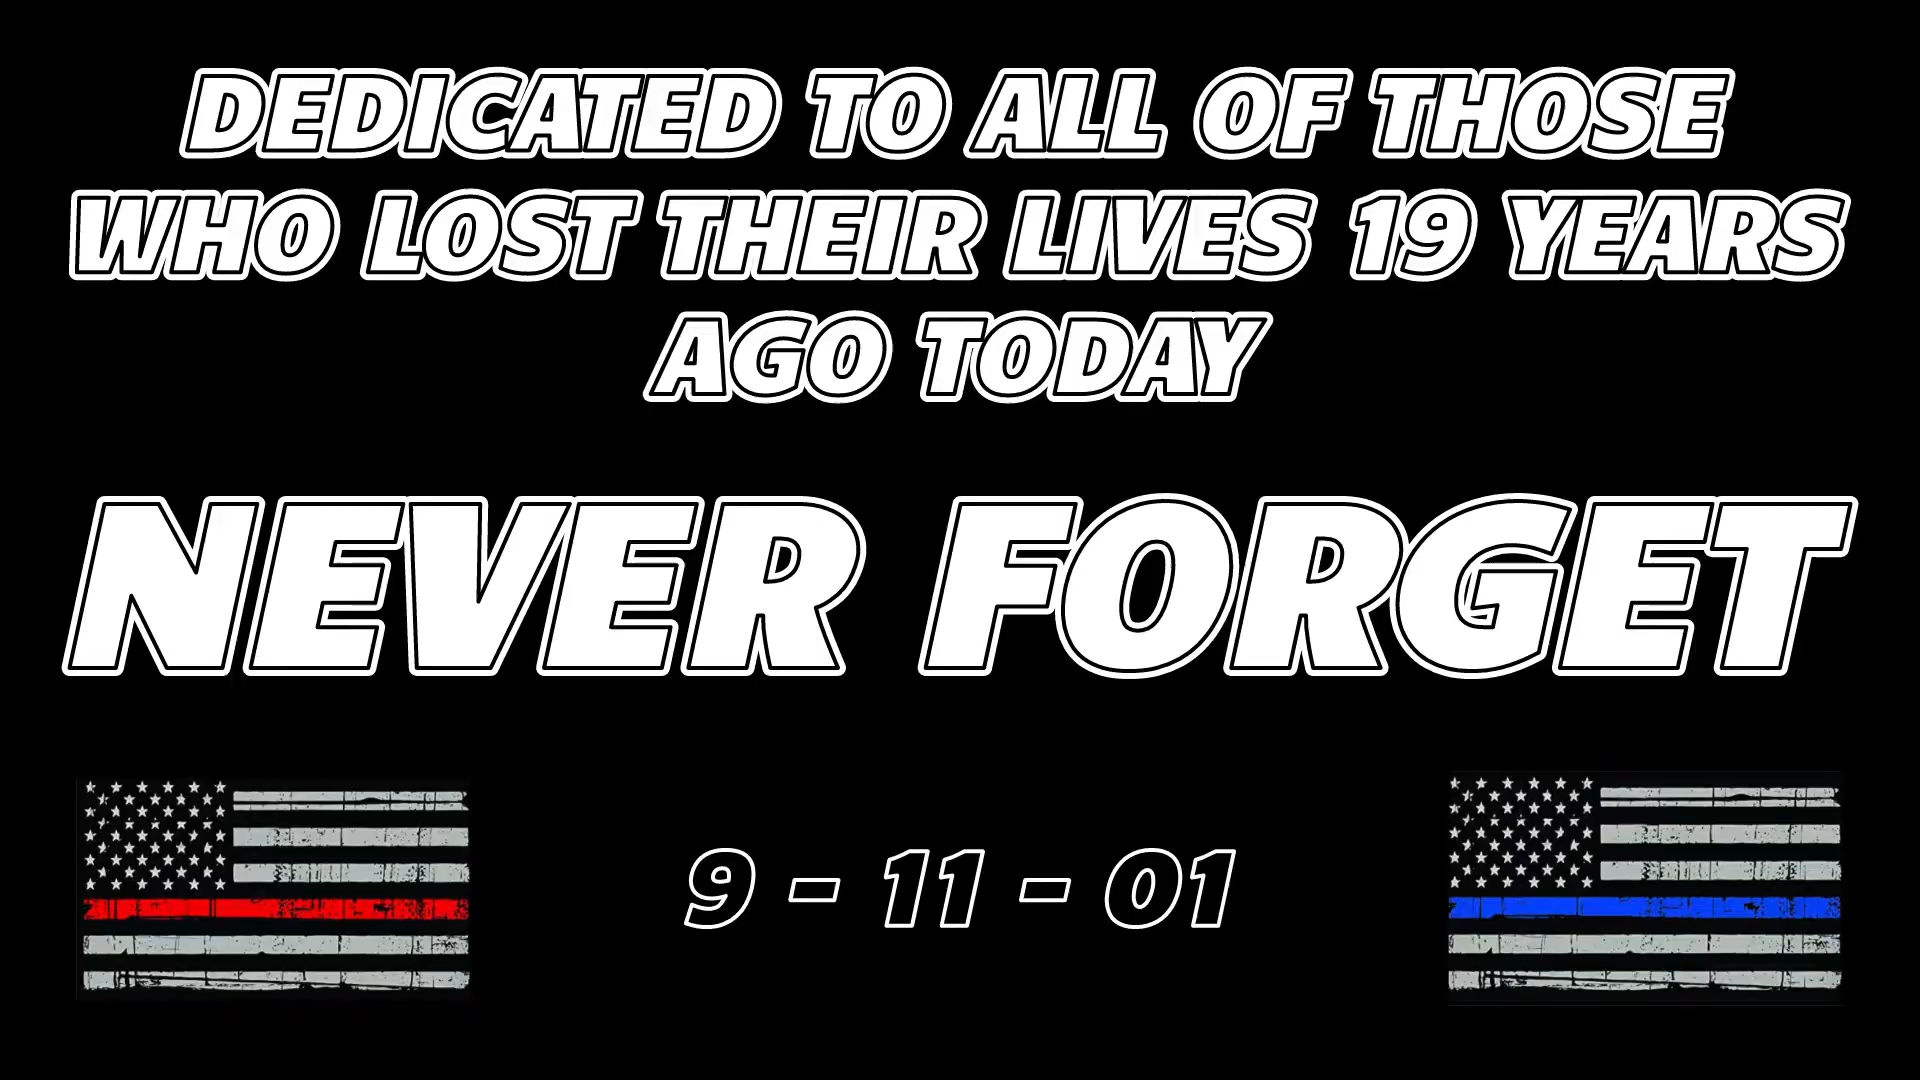 DEDICATED TO ALL OF THOSE
WHO LOST THEIR LIVES 19 YEARS
AGO TODAY
NEVER FORGET
9 - 11 - 01